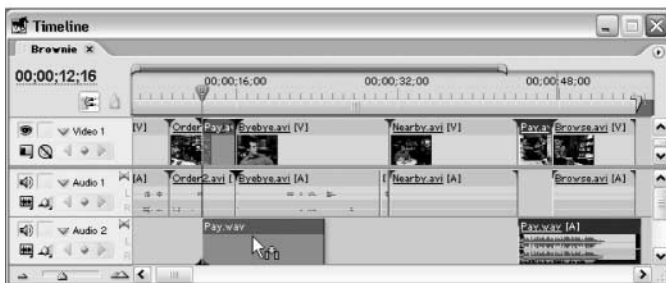 Timeline
Brownie
00;00;12;16
00;00;16;00 00;00;32;00 00;00;48;00
Video 1
[V] Order Pay.a Byebye.avi [V] Nearby.avi [V] Pay.a Browse.avi [V]
Audio 1
[A] Order2.avi [ Byebye.avi [A] [ Nearby.avi [A] Browse.avi [A]
L
R
Audio 2
Pay.wav Pay.wav [A]
L
R